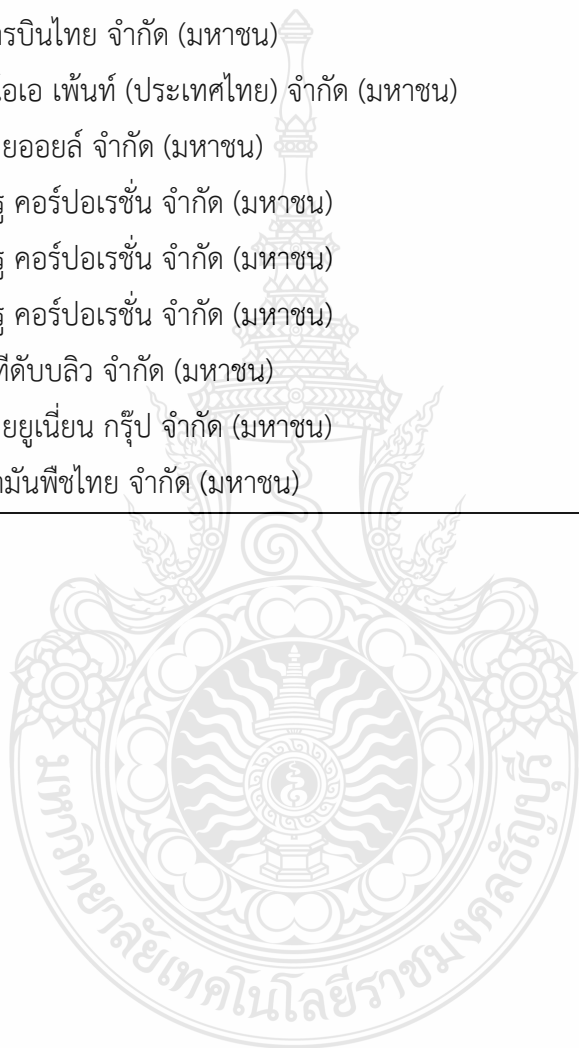 รบินไทย จำกัด (มหาชน)
โอเอ เพ้นท์ (ประเทศไทย) จำกัด (มหาชน)
ยออยล์ จำกัด (มหาชน)
รู คอร์ปอเรชั่น จำกัด (มหาชน)
รู คอร์ปอเรชั่น จำกัด (มหาชน)
รู คอร์ปอเรชั่น จำกัด (มหาชน)
ทีดับบลิว จำกัด (มหาชน)
ยยูเนี่ยน กรุ๊ป จำกัด (มหาชน)
ามันพืชไทย จำกัด (มหาชน)
มหาวิทยาลัยเทคโนโลยีราชมงคลธัญบุรี